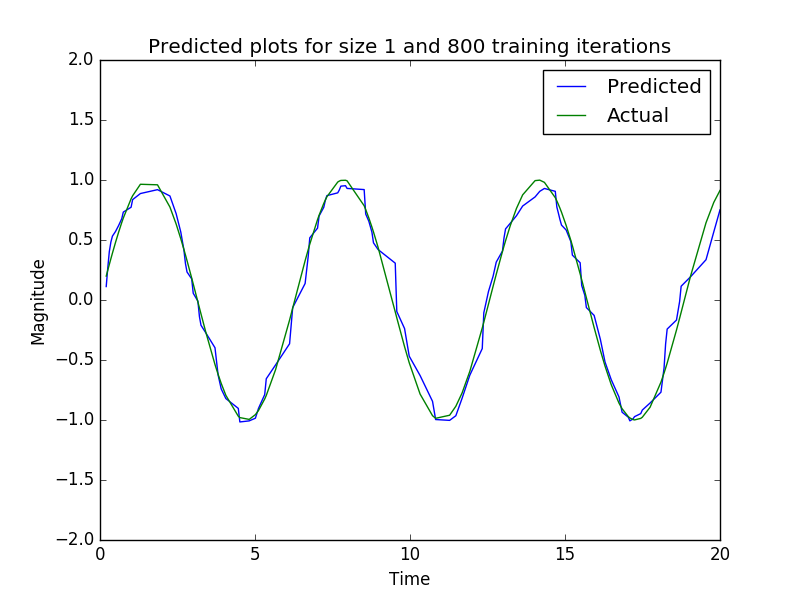 Predicted plots for size 1 and 800 training iterations
2.0
1.5
1.0
0.5
0.0
−0.5
−1.0
−1.5
−2.0
Magnitude
Predicted
Actual
0 5 10 15 20
Time